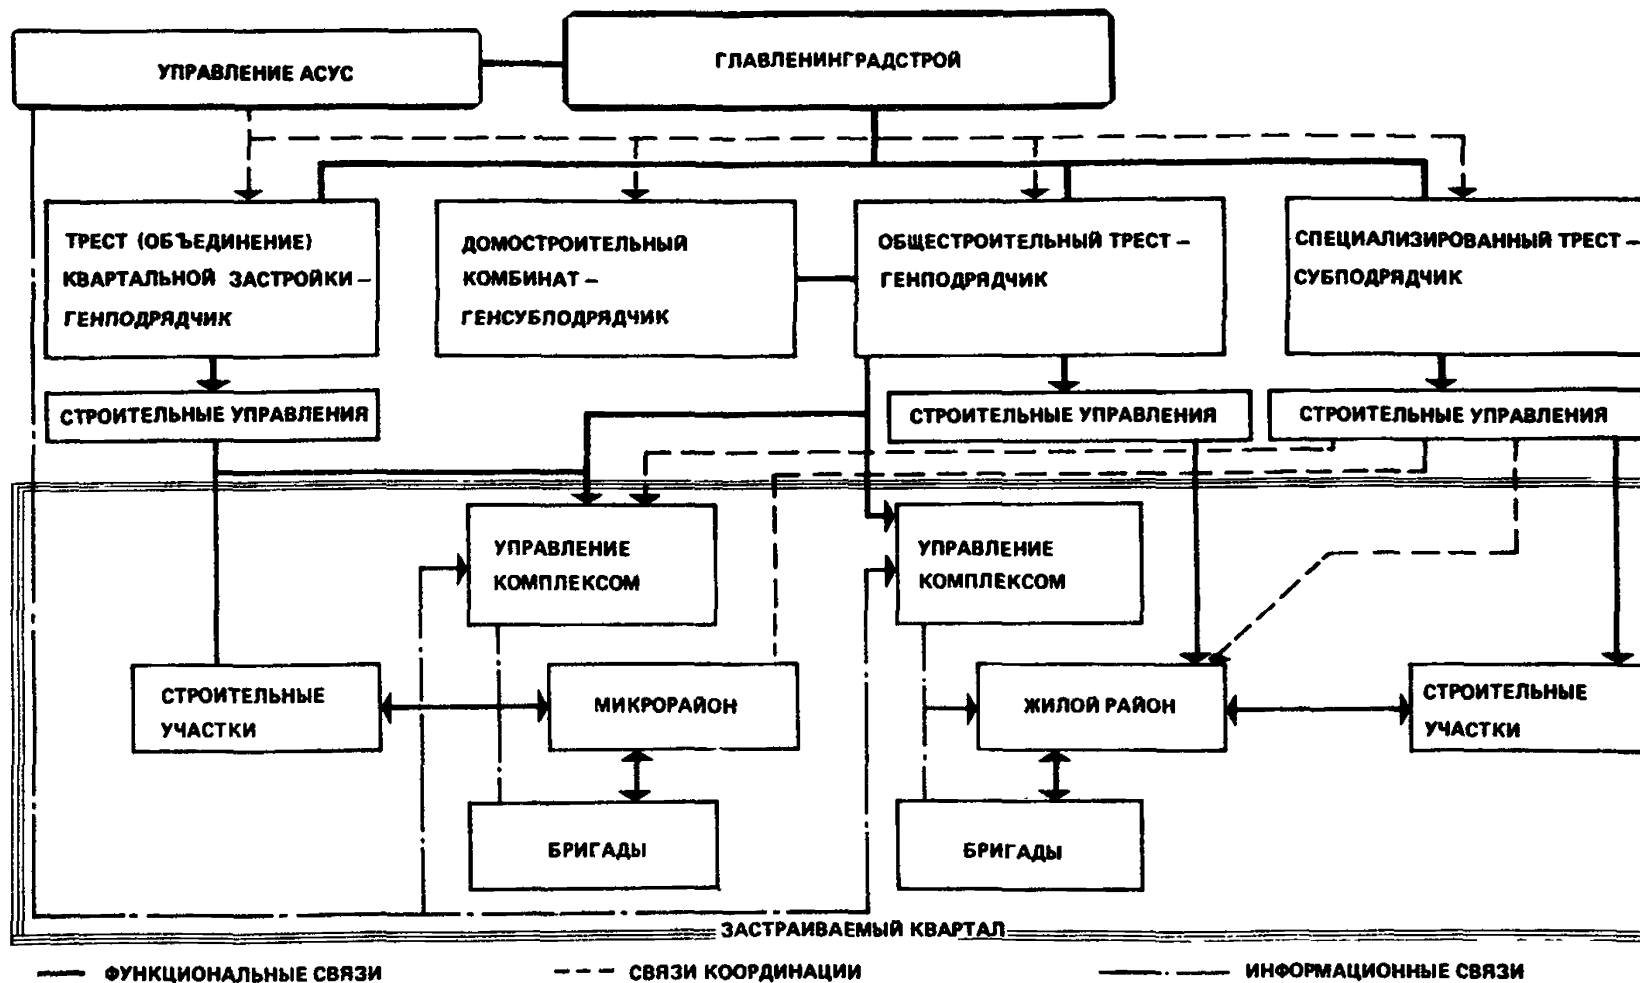 УПРАВЛЕНИЕ АСУС
ГЛАВЛЕНИНГРАДСТРОЙ
ТРЕСТ (ОБЪЕДИНЕНИЕ)
КВАРТАЛЬНОЙ ЗАСТРОЙКИ –
ГЕНПОДРЯДЧИК
ДОМОСТРОИТЕЛЬНЫЙ
КОМБИНАТ –
ГЕНСУБПОДРЯДЧИК
ОБЩЕСТРОИТЕЛЬНЫЙ ТРЕСТ –
ГЕНПОДРЯДЧИК
СПЕЦИАЛИЗИРОВАННЫЙ ТРЕСТ –
СУБПОДРЯДЧИК
СТРОИТЕЛЬНЫЕ УПРАВЛЕНИЯ
СТРОИТЕЛЬНЫЕ УПРАВЛЕНИЯ
СТРОИТЕЛЬНЫЕ УПРАВЛЕНИЯ
УПРАВЛЕНИЕ
КОМПЛЕКСОМ
УПРАВЛЕНИЕ
КОМПЛЕКСОМ
СТРОИТЕЛЬНЫЕ
УЧАСТКИ
МИКРОРАЙОН
ЖИЛОЙ РАЙОН
СТРОИТЕЛЬНЫЕ
УЧАСТКИ
БРИГАДЫ
БРИГАДЫ
ЗАСТРАИВАЕМЫЙ КВАРТАЛ
ФУНКЦИОНАЛЬНЫЕ СВЯЗИ
СВЯЗИ КООРДИНАЦИИ
ИНФОРМАЦИОННЫЕ СВЯЗИ